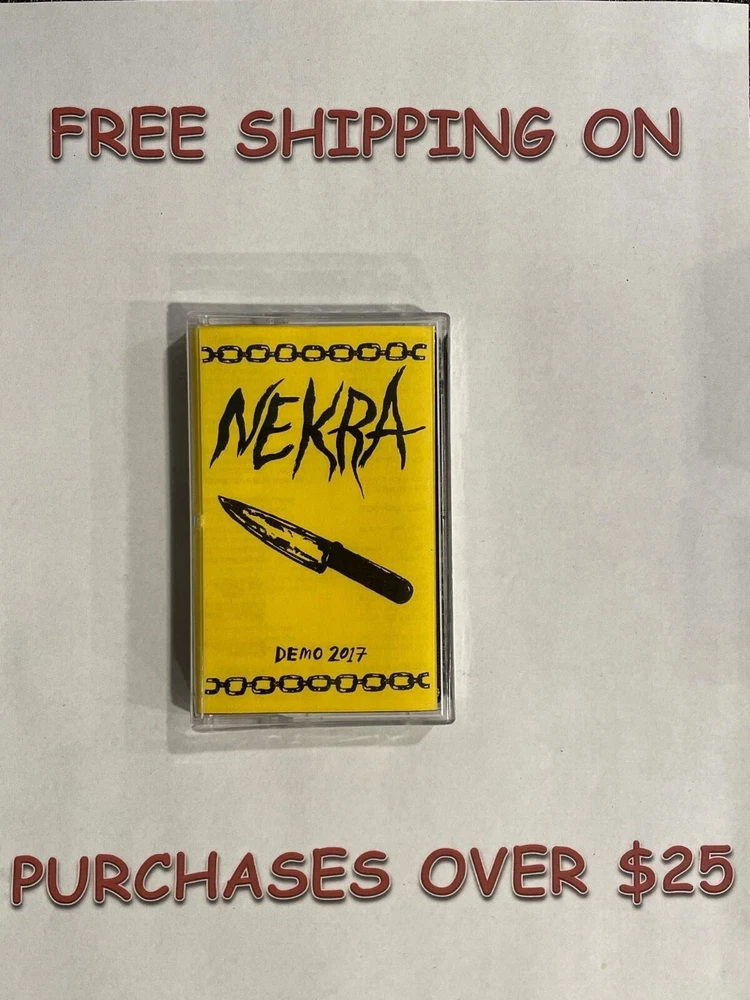 FREE SHIPPING ON
NEKRA
DEMO 2017
PURCHASES OVER $25